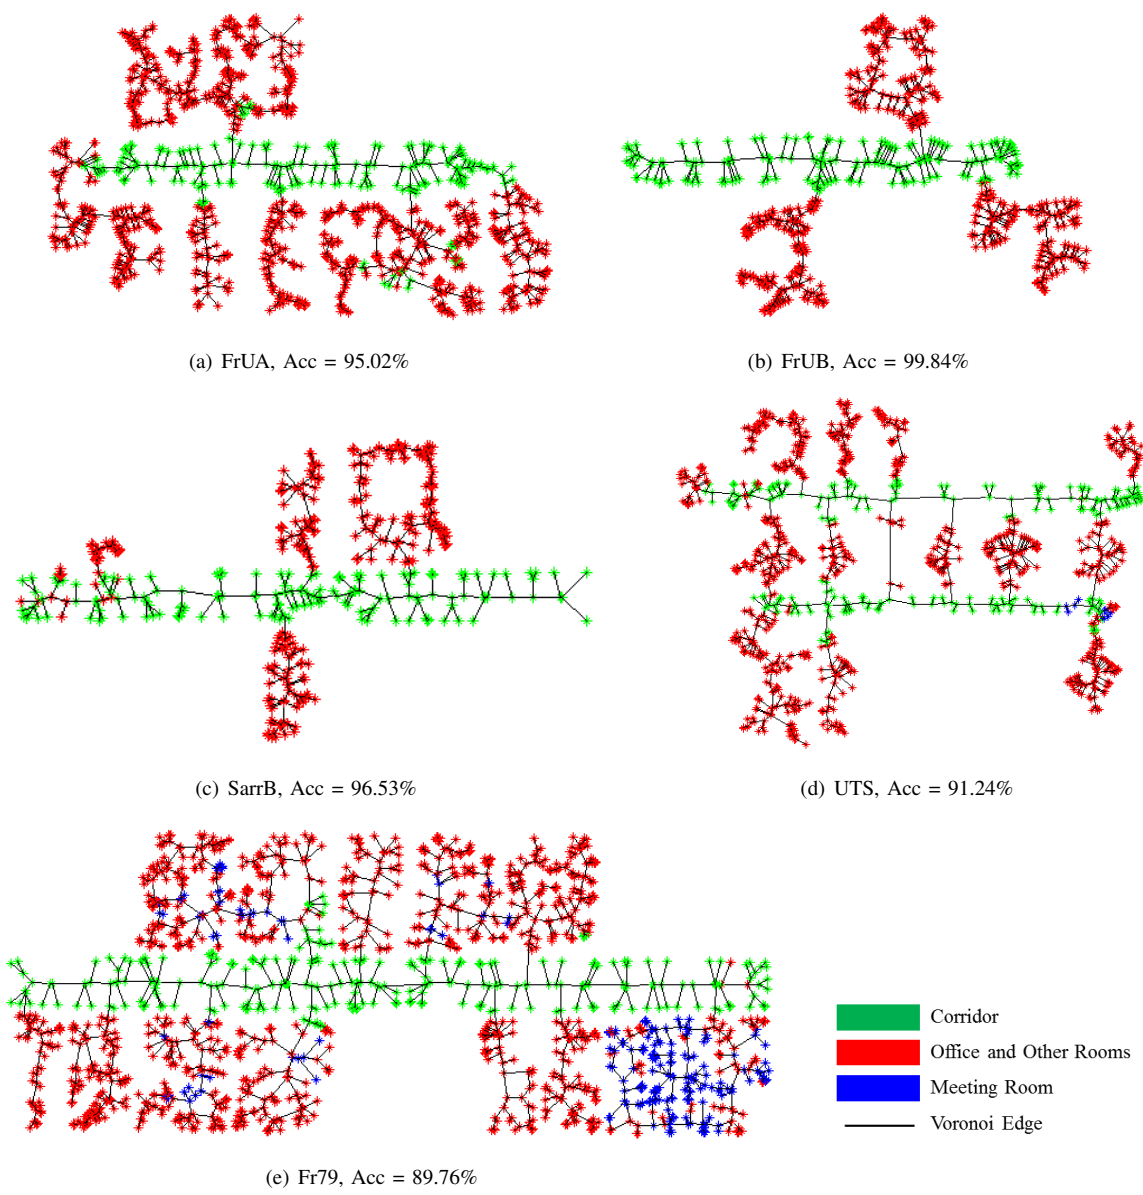 (a) FrUA, Acc = 95.02%
(b) FrUB, Acc = 99.84%
(c) SarrB, Acc = 96.53%
(d) UTS, Acc = 91.24%
Corridor
Office and Other Rooms
Meeting Room
Voronoi Edge
(e) Fr79, Acc = 89.76%